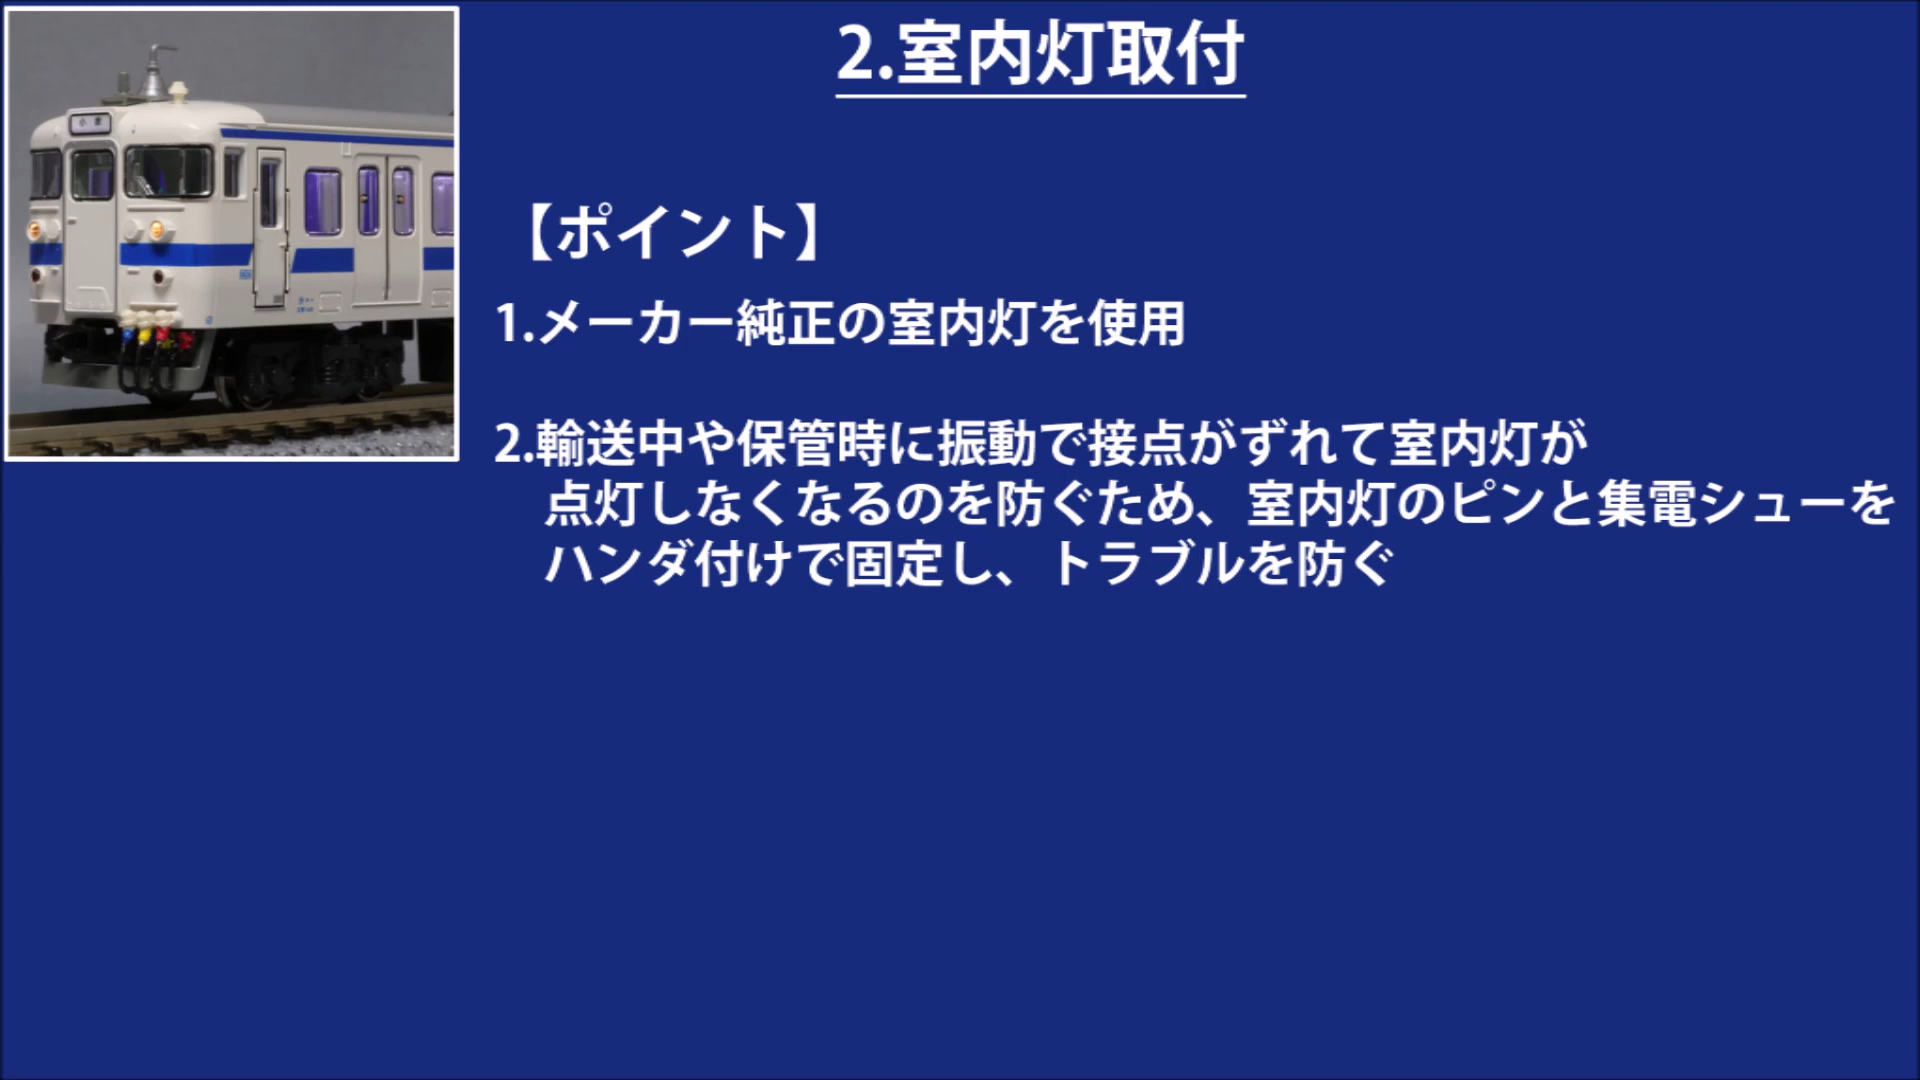 2.室内灯取付
【ポイント】
1.メーカー純正の室内灯を使用
2.輸送中や保管時に振動で接点がずれて室内灯が
点灯しなくなるのを防ぐため、室内灯のピンと集電シューを
ハンダ付けで固定し、トラブルを防ぐ